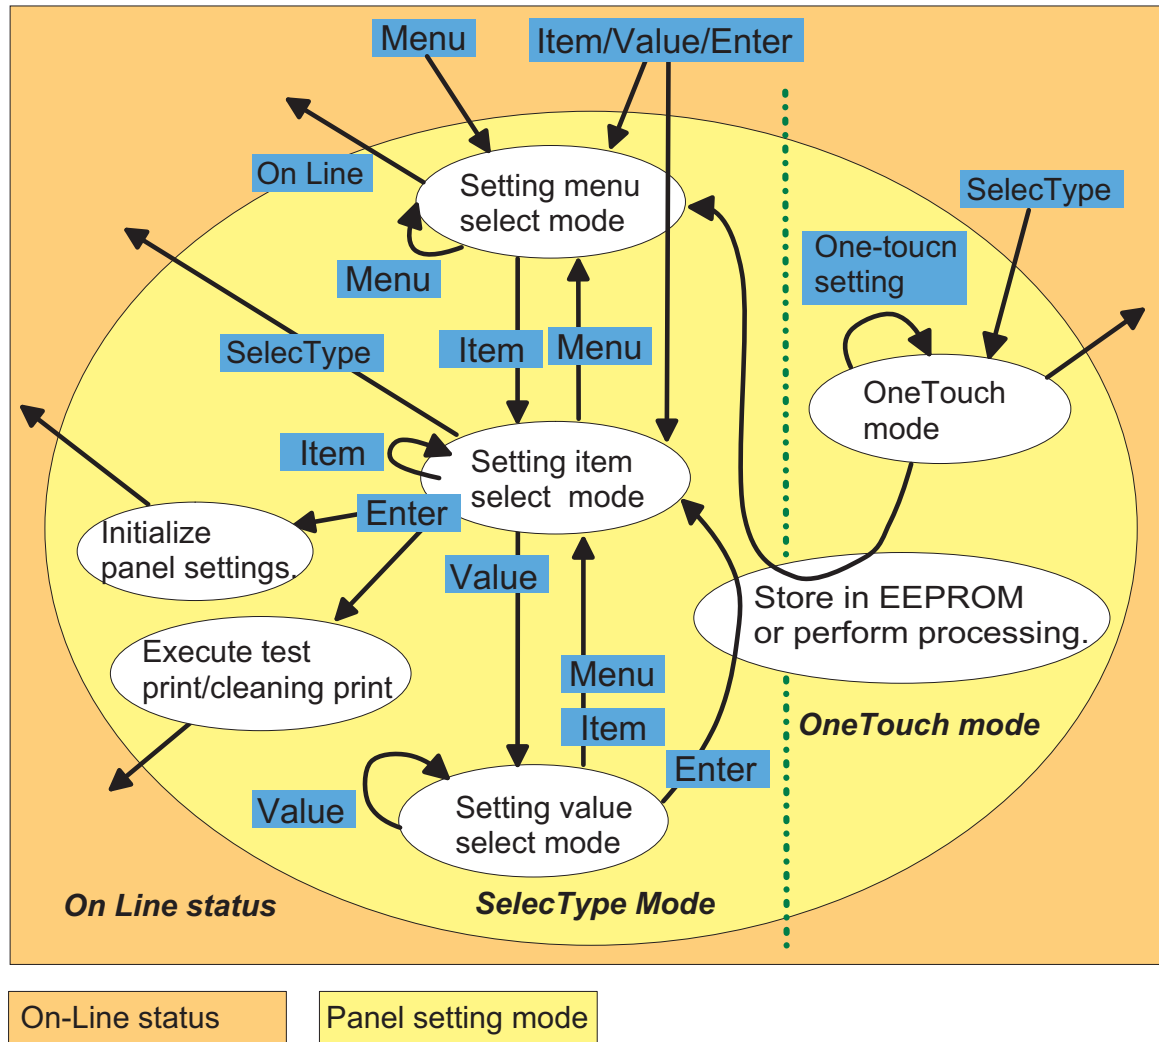 Menu
Item/Value/Enter
On Line
Setting menu
select mode
SelecType
One-toucn
setting
Menu
SelecType
Item
Menu
OneTouch
mode
Item
Setting item
select mode
Enter
Initialize
panel settings.
Value
Store in EEPROM
or perform processing.
Execute test
print/cleaning print
Menu
Item
OneTouch mode
Enter
Value
Setting value
select mode
On Line status
SelecType Mode
On-Line status
Panel setting mode